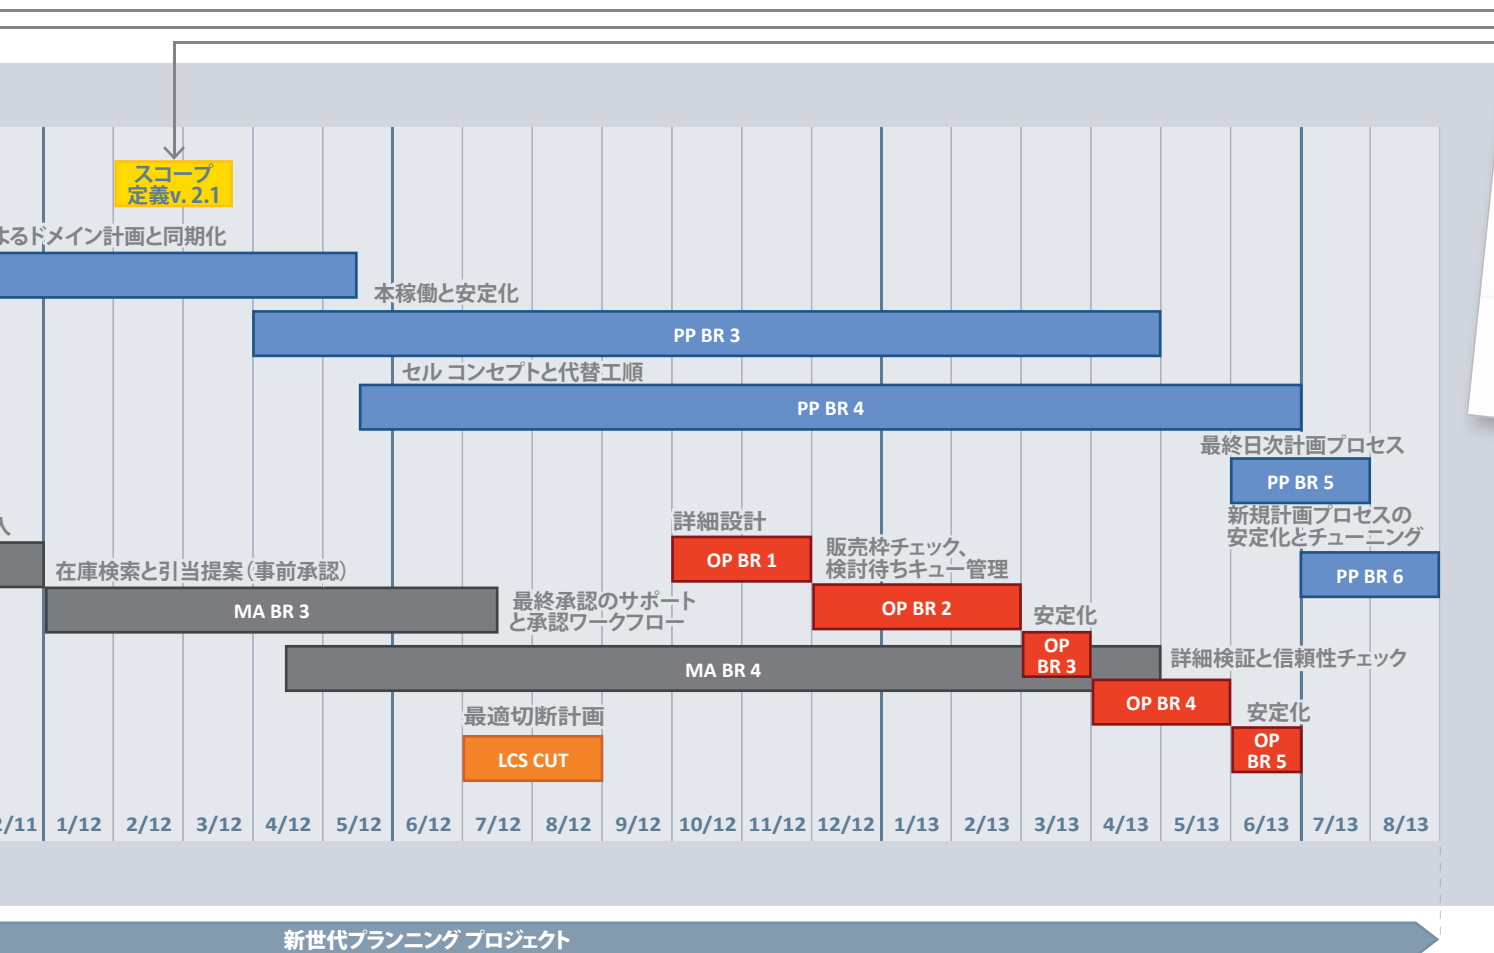 スコープ
定義v. 2.1
よるドメイン計画と同期化
本稼働と安定化
PP BR 3
セル コンセプトと代替工順
PP BR 4
最終日次計画プロセス
PP BR 5
新規計画プロセスの
安定化とチューニング
PP BR 6
詳細設計
OP BR 1
販売枠チェック、
検討待ちキュー管理
OP BR 2
在庫検索と引当提案（事前承認）
MA BR 3
最終承認のサポート
と承認ワークフロー
安定化
OP
BR 3
MA BR 4
詳細検証と信頼性チェック
OP BR 4
最適切断計画
LCS CUT
安定化
OP
BR 5
2/11 1/12 2/12 3/12 4/12 5/12 6/12 7/12 8/12 9/12 10/12 11/12 12/12 1/13 2/13 3/13 4/13 5/13 6/13 7/13 8/13
新世代プランニング プロジェクト